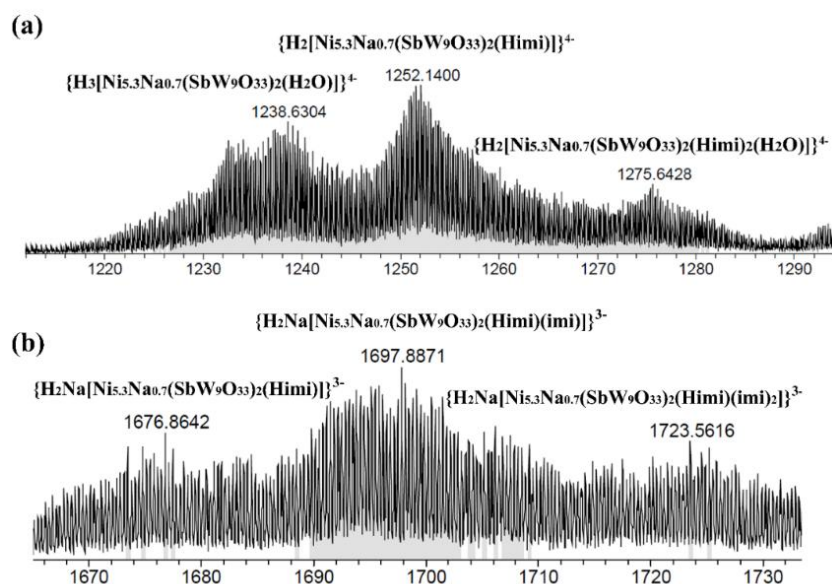 (a)
{H₂[Ni₅.₃Na₀.₇(SbW₉O₃₃)₂(Himi)]}⁴⁻
{H₃[Ni₅.₃Na₀.₇(SbW₉O₃₃)₂(H₂O)]}⁴⁻
1252.1400
1238.6304
{H₂[Ni₅.₃Na₀.₇(SbW₉O₃₃)₂(Himi)₂(H₂O)]}⁴⁻
1275.6428
1220 1230 1240 1250 1260 1270 1280 1290
{H₂Na[Ni₅.₃Na₀.₇(SbW₉O₃₃)₂(Himi)(imi)]}³⁻
(b)
1697.8871
{H₂Na[Ni₅.₃Na₀.₇(SbW₉O₃₃)₂(Himi)]}³⁻
{H₂Na[Ni₅.₃Na₀.₇(SbW₉O₃₃)₂(Himi)(imi)₂]}³⁻
1676.8642
1723.5616
1670 1680 1690 1700 1710 1720 1730